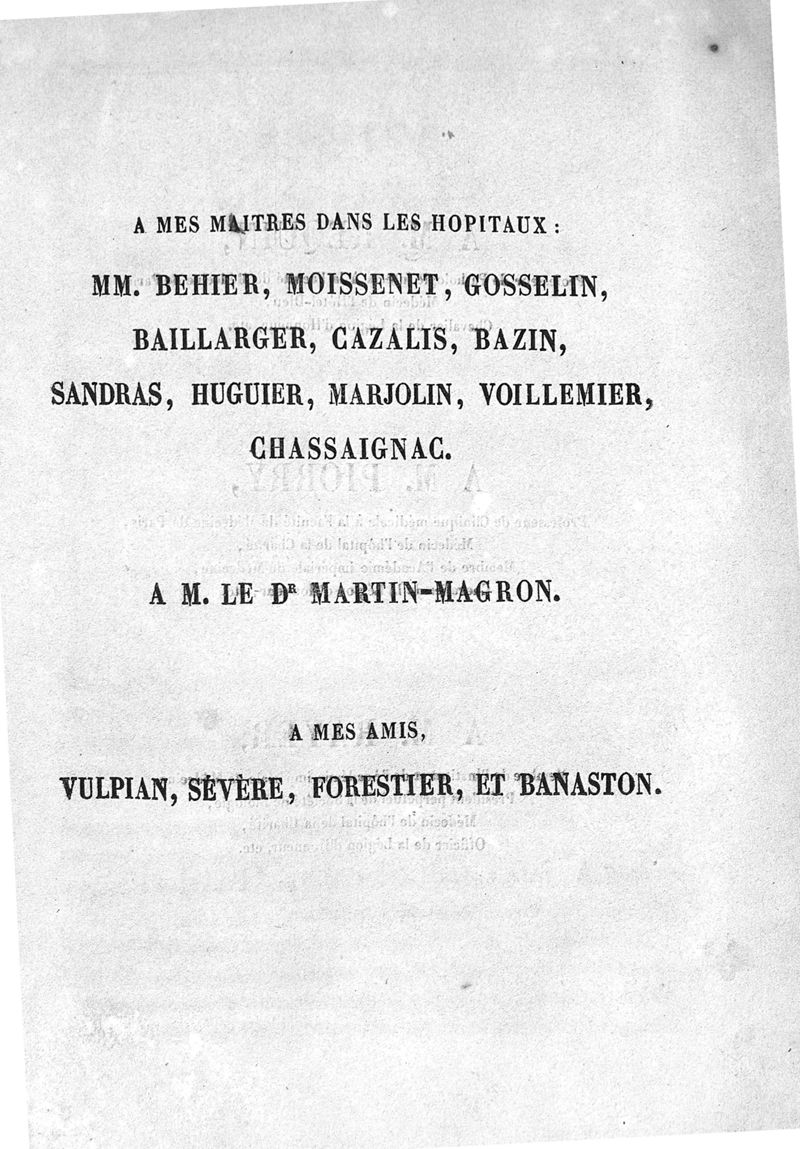 A MES MAITRES DANS LES HOPITAUX :
MM. BEHIER, MOISSENET, GOSSELIN,
BAILLARGER, CAZALIS, BAZIN,
SANDRAS, HUGUIER, MARJOLIN, VOILLEMIER,
CHASSAIGNAC.
A M. LE Dʀ MARTIN-MAGRON.
A MES AMIS,
VULPIAN, SÉVÈRE, FORESTIER, ET BANASTON.